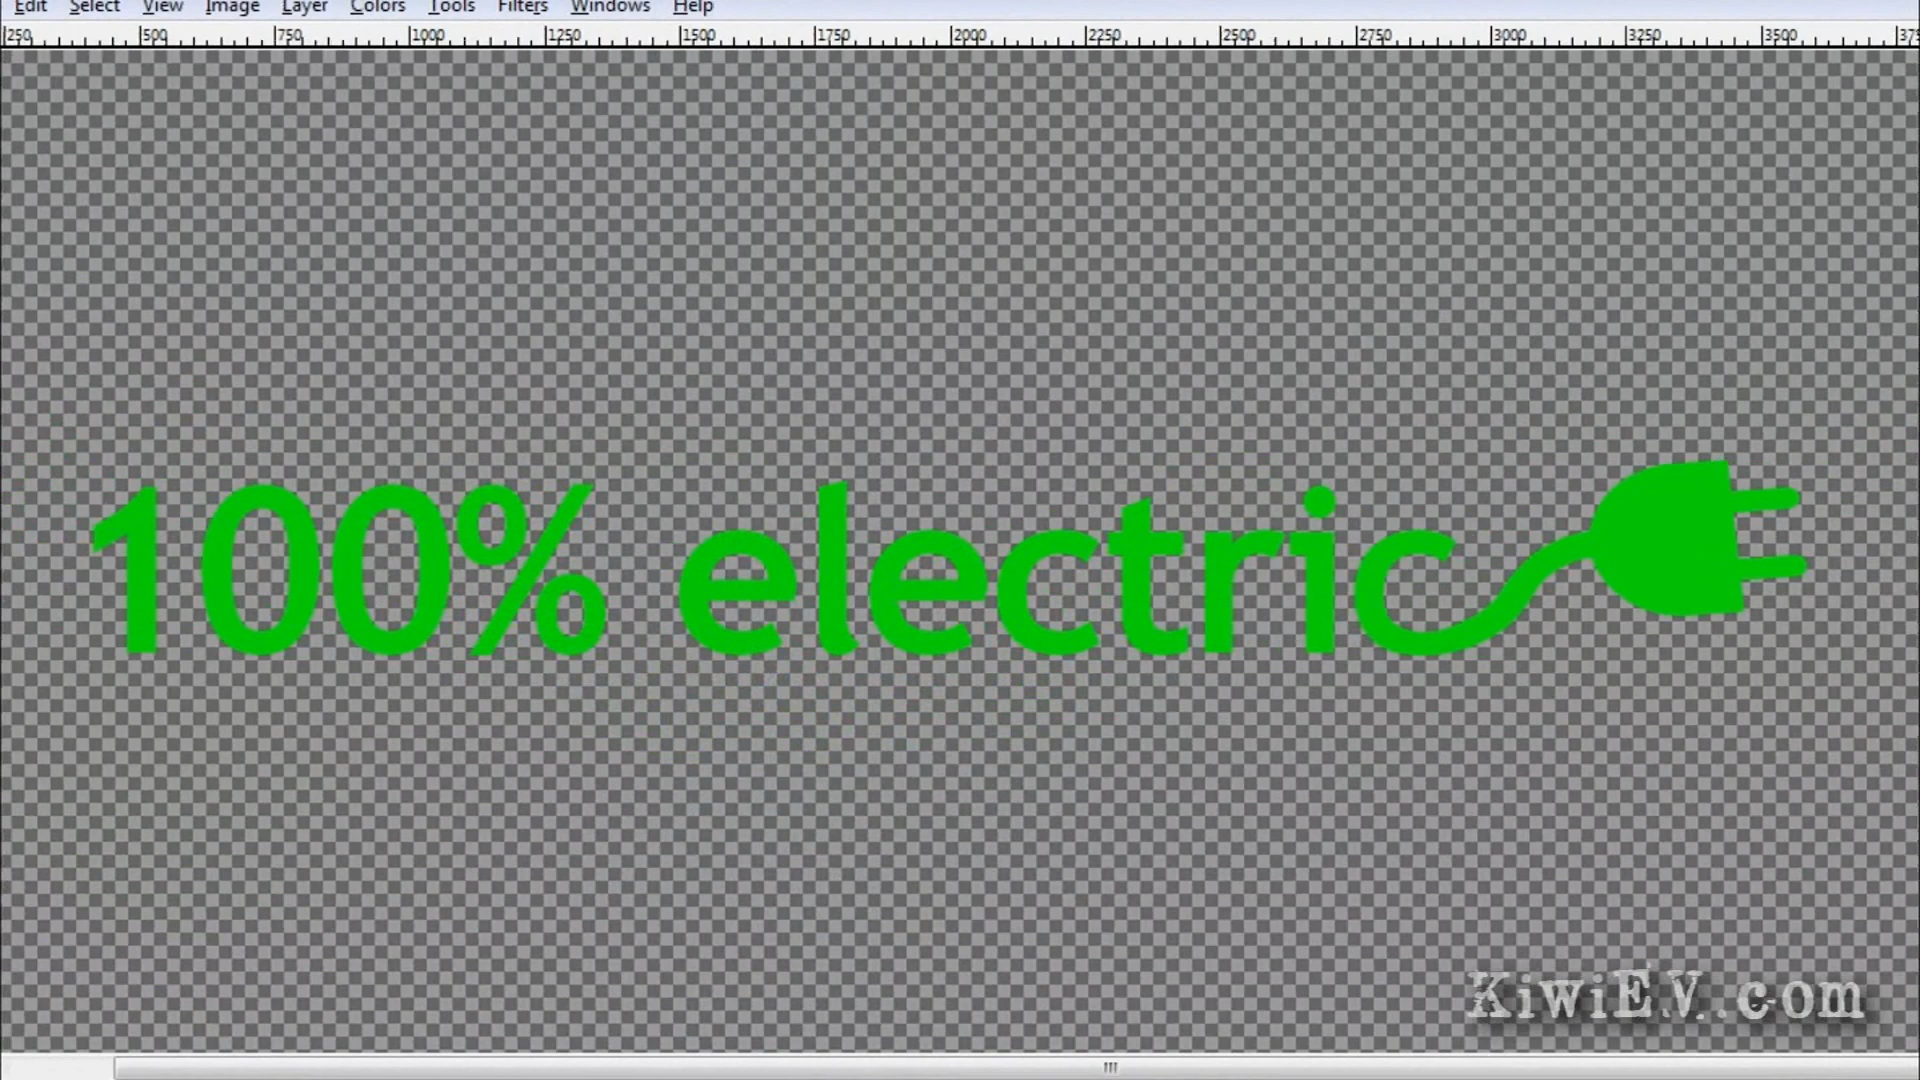 Edit Select View Image Layer Colors Tools Filters Windows Help
250 500 750 1000 1250 1500 1750 2000 2250 2500 2750 3000 3250 3500
100% electric
KiwiEV.com